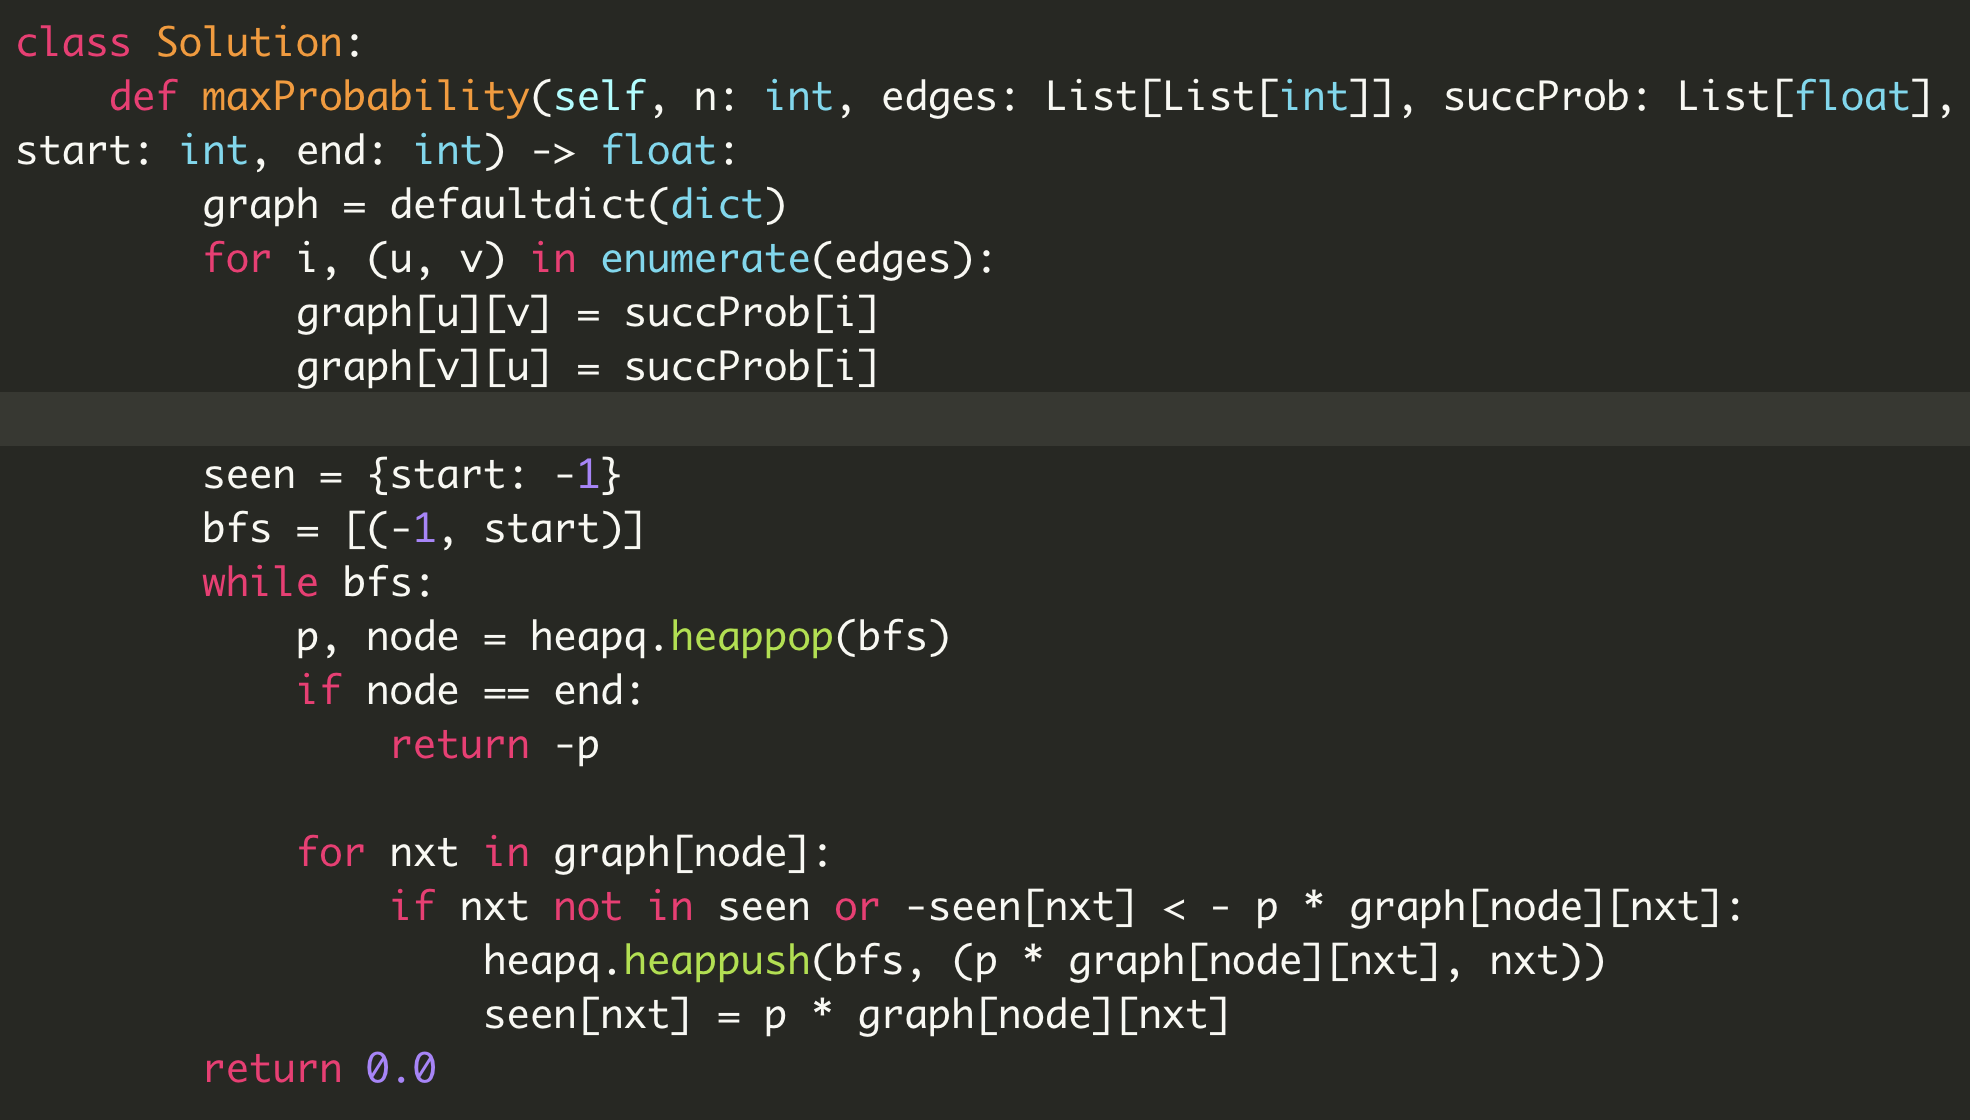 class Solution:
    def maxProbability(self, n: int, edges: List[List[int]], succProb: List[float],
start: int, end: int) -> float:
        graph = defaultdict(dict)
        for i, (u, v) in enumerate(edges):
            graph[u][v] = succProb[i]
            graph[v][u] = succProb[i]

        seen = {start: -1}
        bfs = [(-1, start)]
        while bfs:
            p, node = heapq.heappop(bfs)
            if node == end:
                return -p

            for nxt in graph[node]:
                if nxt not in seen or -seen[nxt] < - p * graph[node][nxt]:
                    heapq.heappush(bfs, (p * graph[node][nxt], nxt))
                    seen[nxt] = p * graph[node][nxt]
        return 0.0